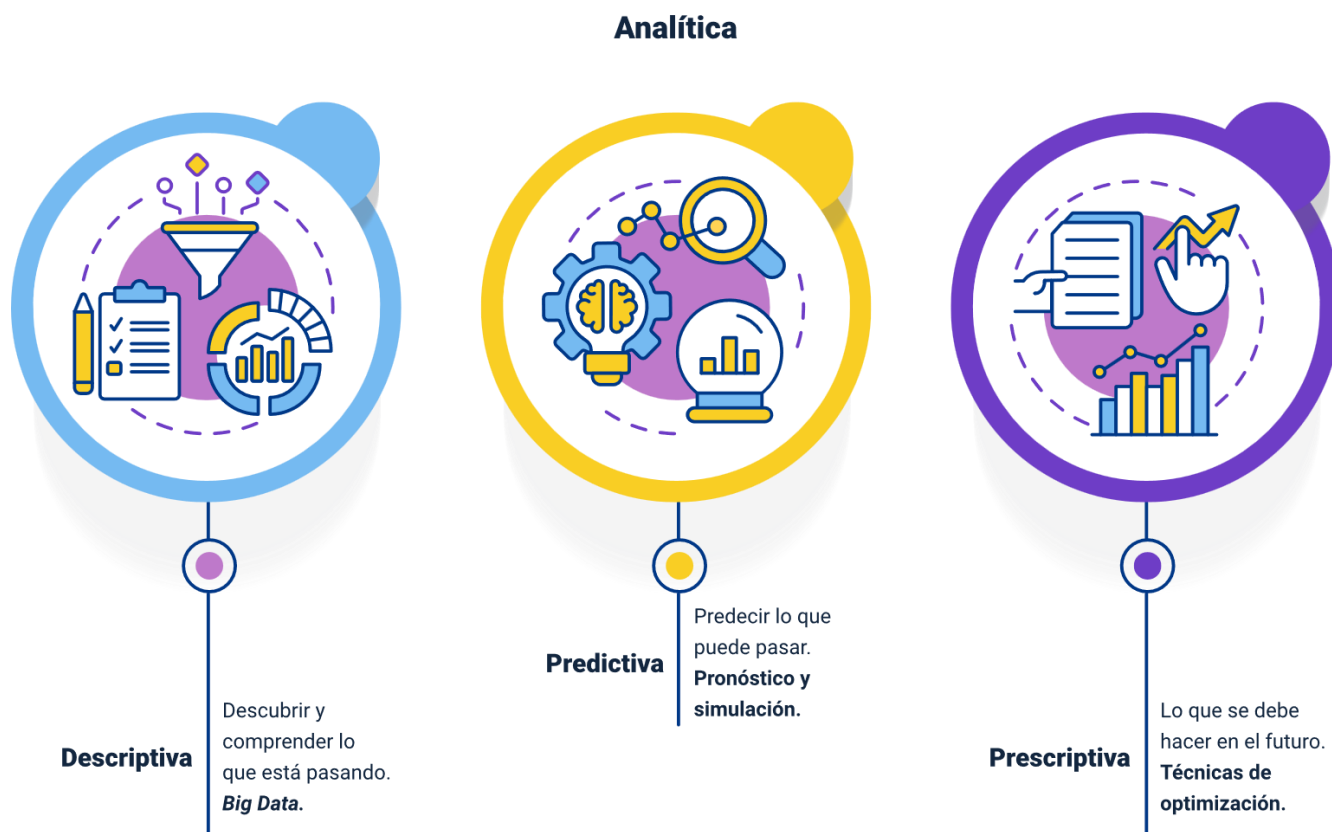 Analítica
Descriptiva
Descubrir y
comprender lo
que está pasando.
Big Data.
Predictiva
Predecir lo que
puede pasar.
Pronóstico y
simulación.
Prescriptiva
Lo que se debe
hacer en el futuro.
Técnicas de
optimización.